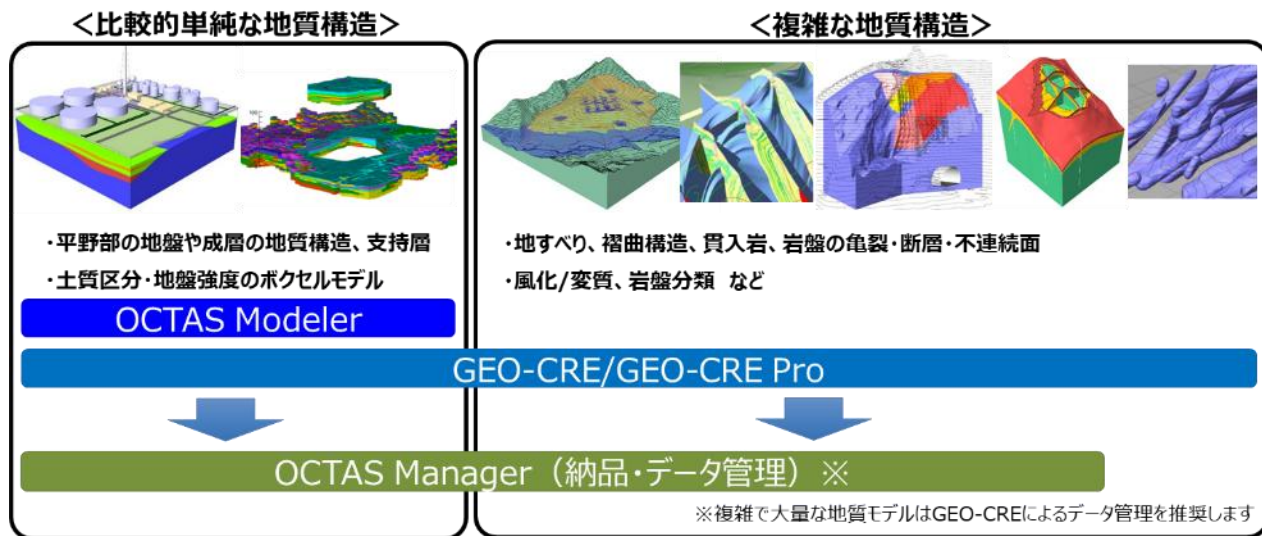 ＜比較的単純な地質構造＞
＜複雑な地質構造＞
・平野部の地盤や成層の地質構造、支持層
・土質区分・地盤強度のボクセルモデル
・地すべり、褶曲構造、貫入岩、岩盤の亀裂・断層・不連続面
・風化/変質、岩盤分類 など
OCTAS Modeler
GEO-CRE/GEO-CRE Pro
OCTAS Manager（納品・データ管理）※
※複雑で大量な地質モデルはGEO-CREによるデータ管理を推奨します